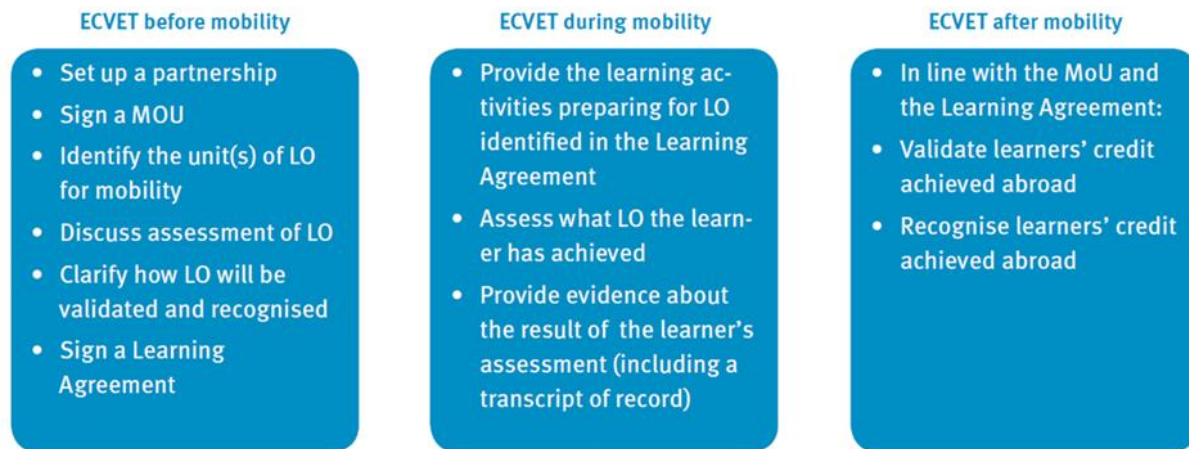 ECVET before mobility
• Set up a partnership
• Sign a MOU
• Identify the unit(s) of LO
for mobility
• Discuss assessment of LO
• Clarify how LO will be
validated and recognised
• Sign a Learning
Agreement
ECVET during mobility
• Provide the learning ac-
tivities preparing for LO
identified in the Learning
Agreement
• Assess what LO the learn-
er has achieved
• Provide evidence about
the result of the learner’s
assessment (including a
transcript of record)
ECVET after mobility
• In line with the MoU and
the Learning Agreement:
• Validate learners’ credit
achieved abroad
• Recognise learners’ credit
achieved abroad